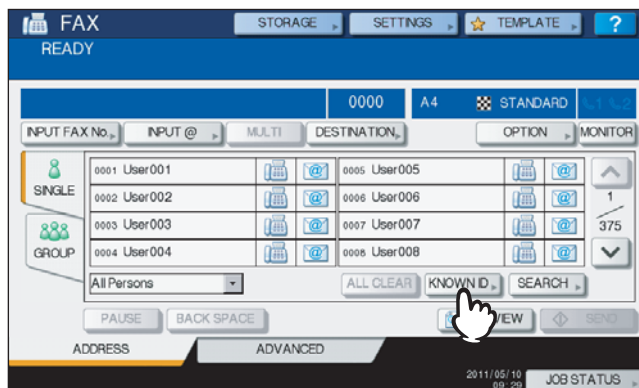 FAX STORAGE SETTINGS TEMPLATE ?
READY
0000 A4 STANDARD
INPUT FAX No. INPUT @ MULTI DESTINATION OPTION MONITOR
SINGLE
GROUP
0001 User001
0002 User002
0003 User003
0004 User004
0005 User005
0006 User006
0007 User007
0008 User008
1
375
All Persons ALL CLEAR KNOWN ID SEARCH
PAUSE BACK SPACE SEND
ADDRESS ADVANCED
2011/05/10
09:29
JOB STATUS